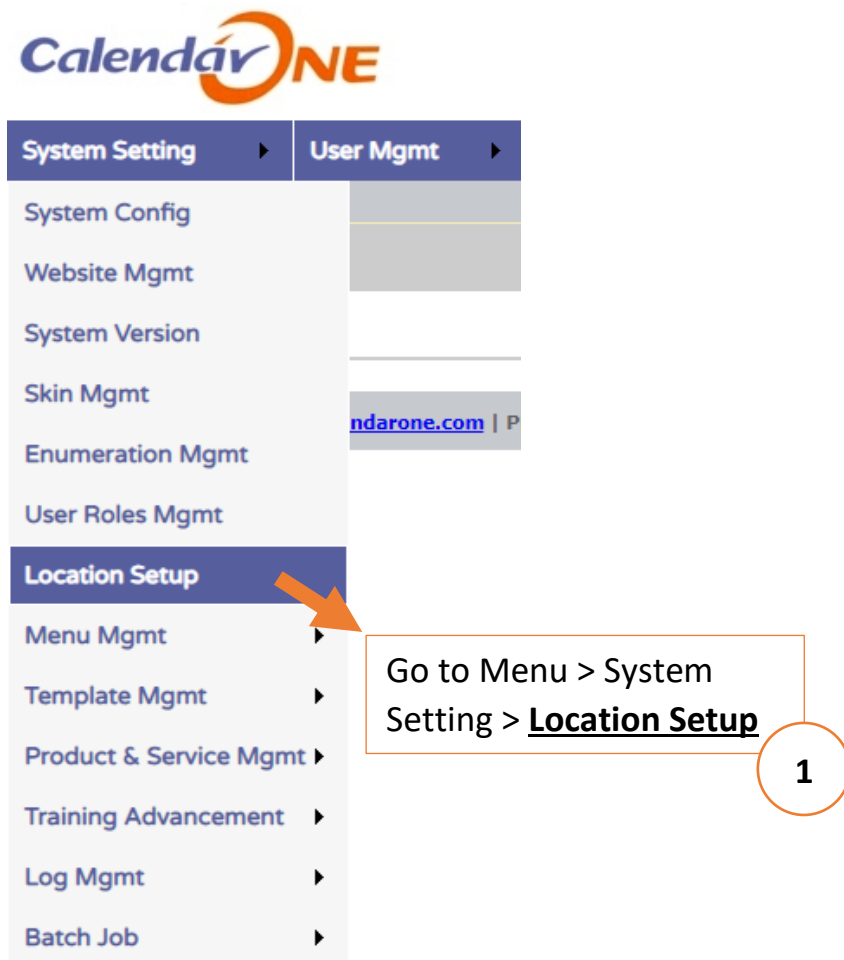 CalendarONE
System Setting
User Mgmt
System Config
Website Mgmt
System Version
Skin Mgmt
ndarone.com | P
Enumeration Mgmt
User Roles Mgmt
Location Setup
Menu Mgmt
Go to Menu > System
Setting > Location Setup
1
Template Mgmt
Product & Service Mgmt
Training Advancement
Log Mgmt
Batch Job